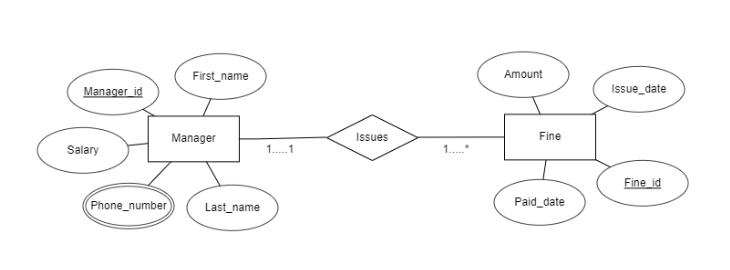 First_name
Manager_id
Manager
Salary
Phone_number
Last_name
1.....1
Issues
1.....*
Amount
Issue_date
Fine
Fine_id
Paid_date